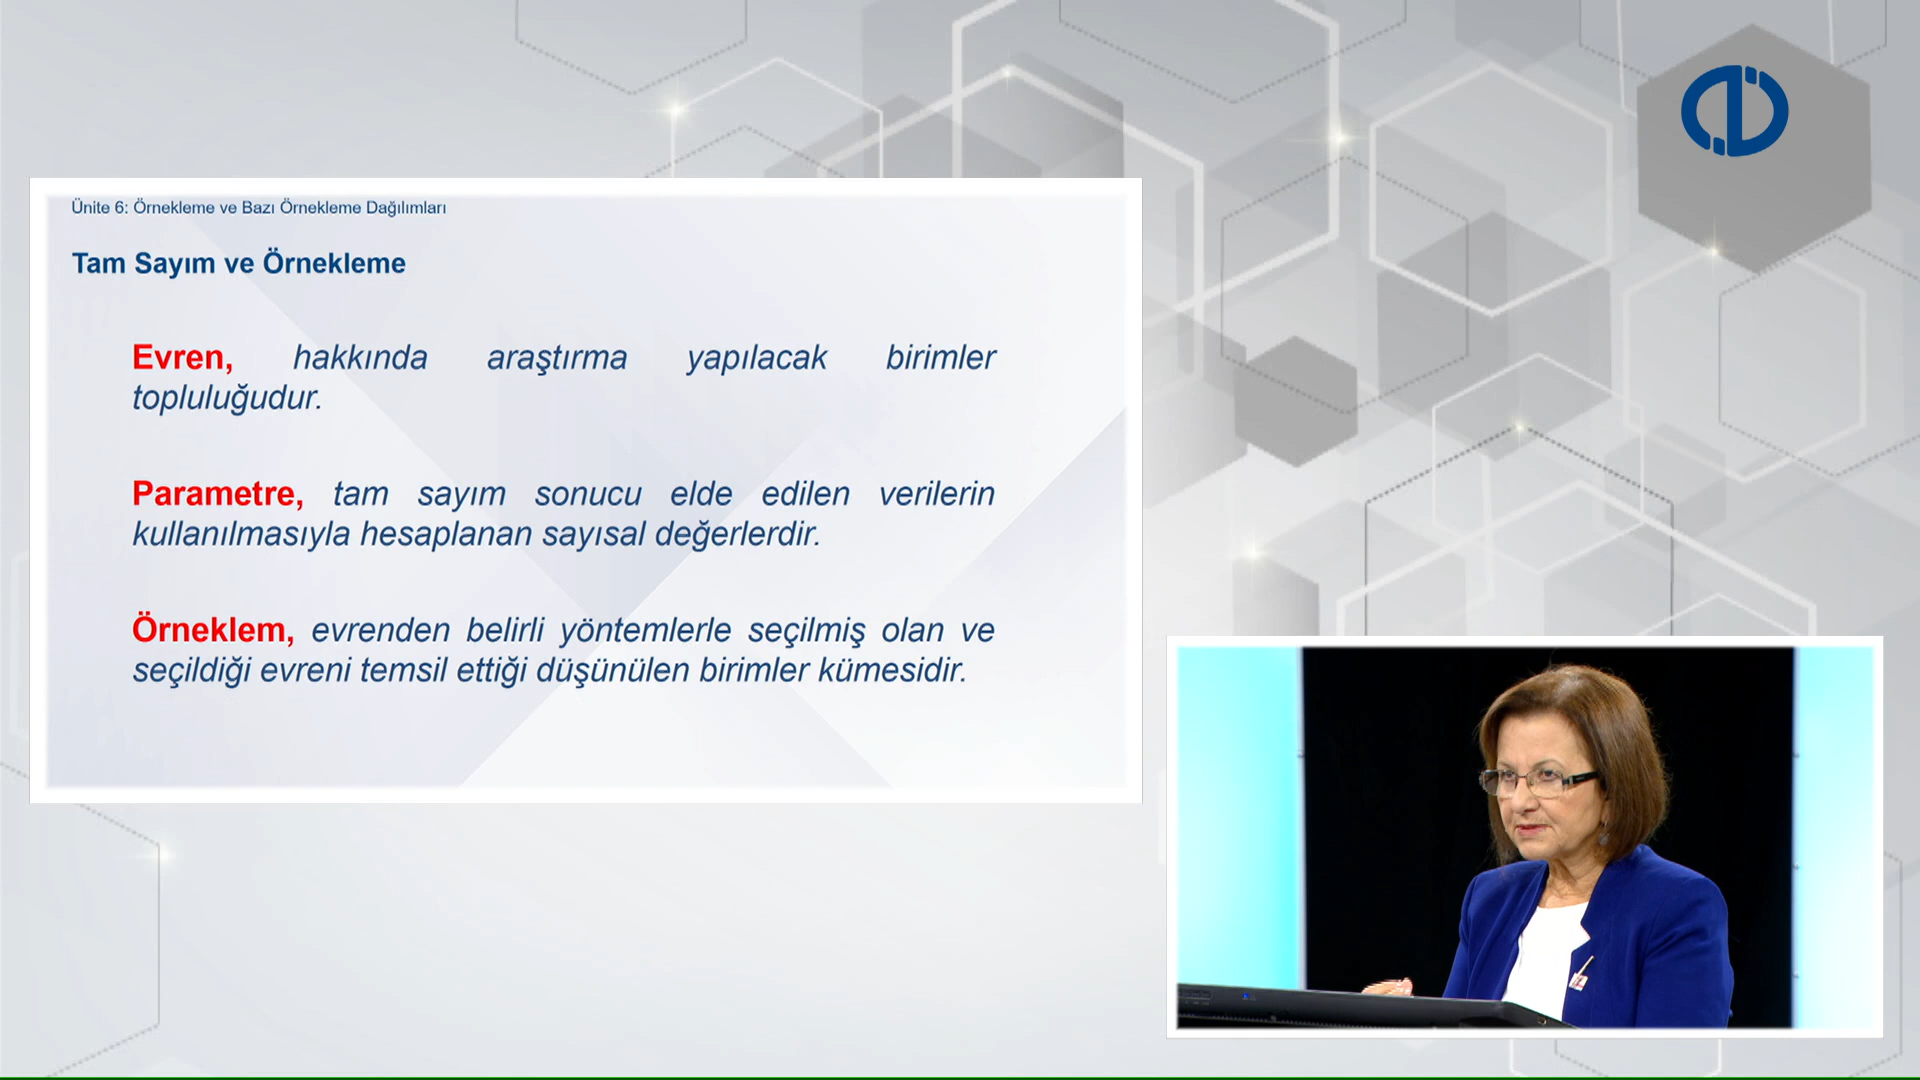 Ünite 6: Örnekleme ve Bazı Örnekleme Dağılımları
Tam Sayım ve Örnekleme
Evren, hakkında araştırma yapılacak birimler
topluluğudur.
Parametre, tam sayım sonucu elde edilen verilerin
kullanılmasıyla hesaplanan sayısal değerlerdir.
Örneklem, evrenden belirli yöntemlerle seçilmiş olan ve
seçildiği evreni temsil ettiği düşünülen birimler kümesidir.